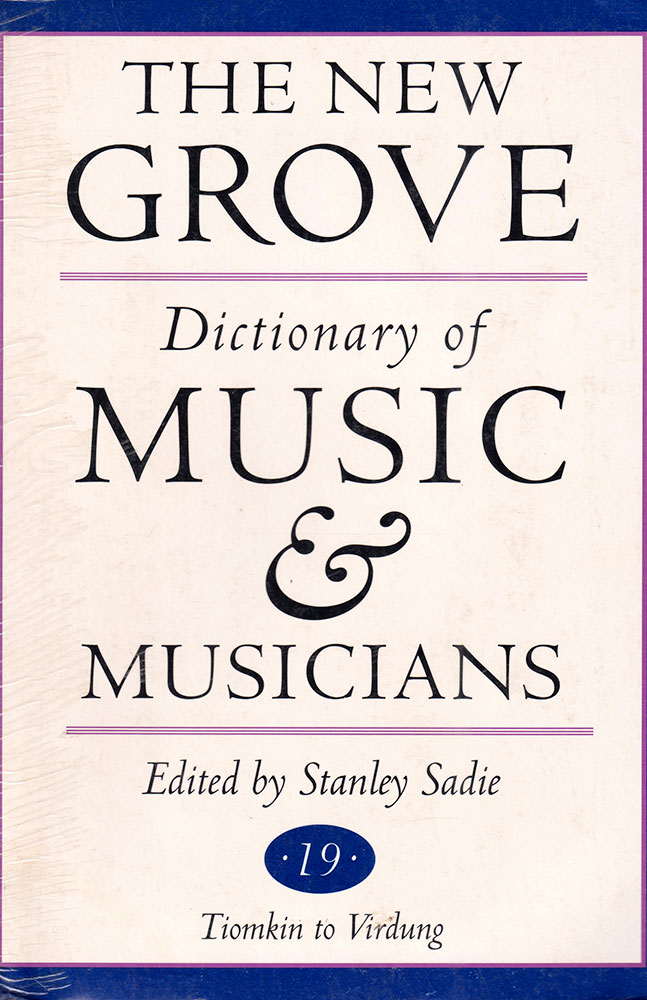 THE NEW
GROVE
Dictionary of
MUSIC
&
MUSICIANS
Edited by Stanley Sadie
· 19 ·
Tiomkin to Virdung